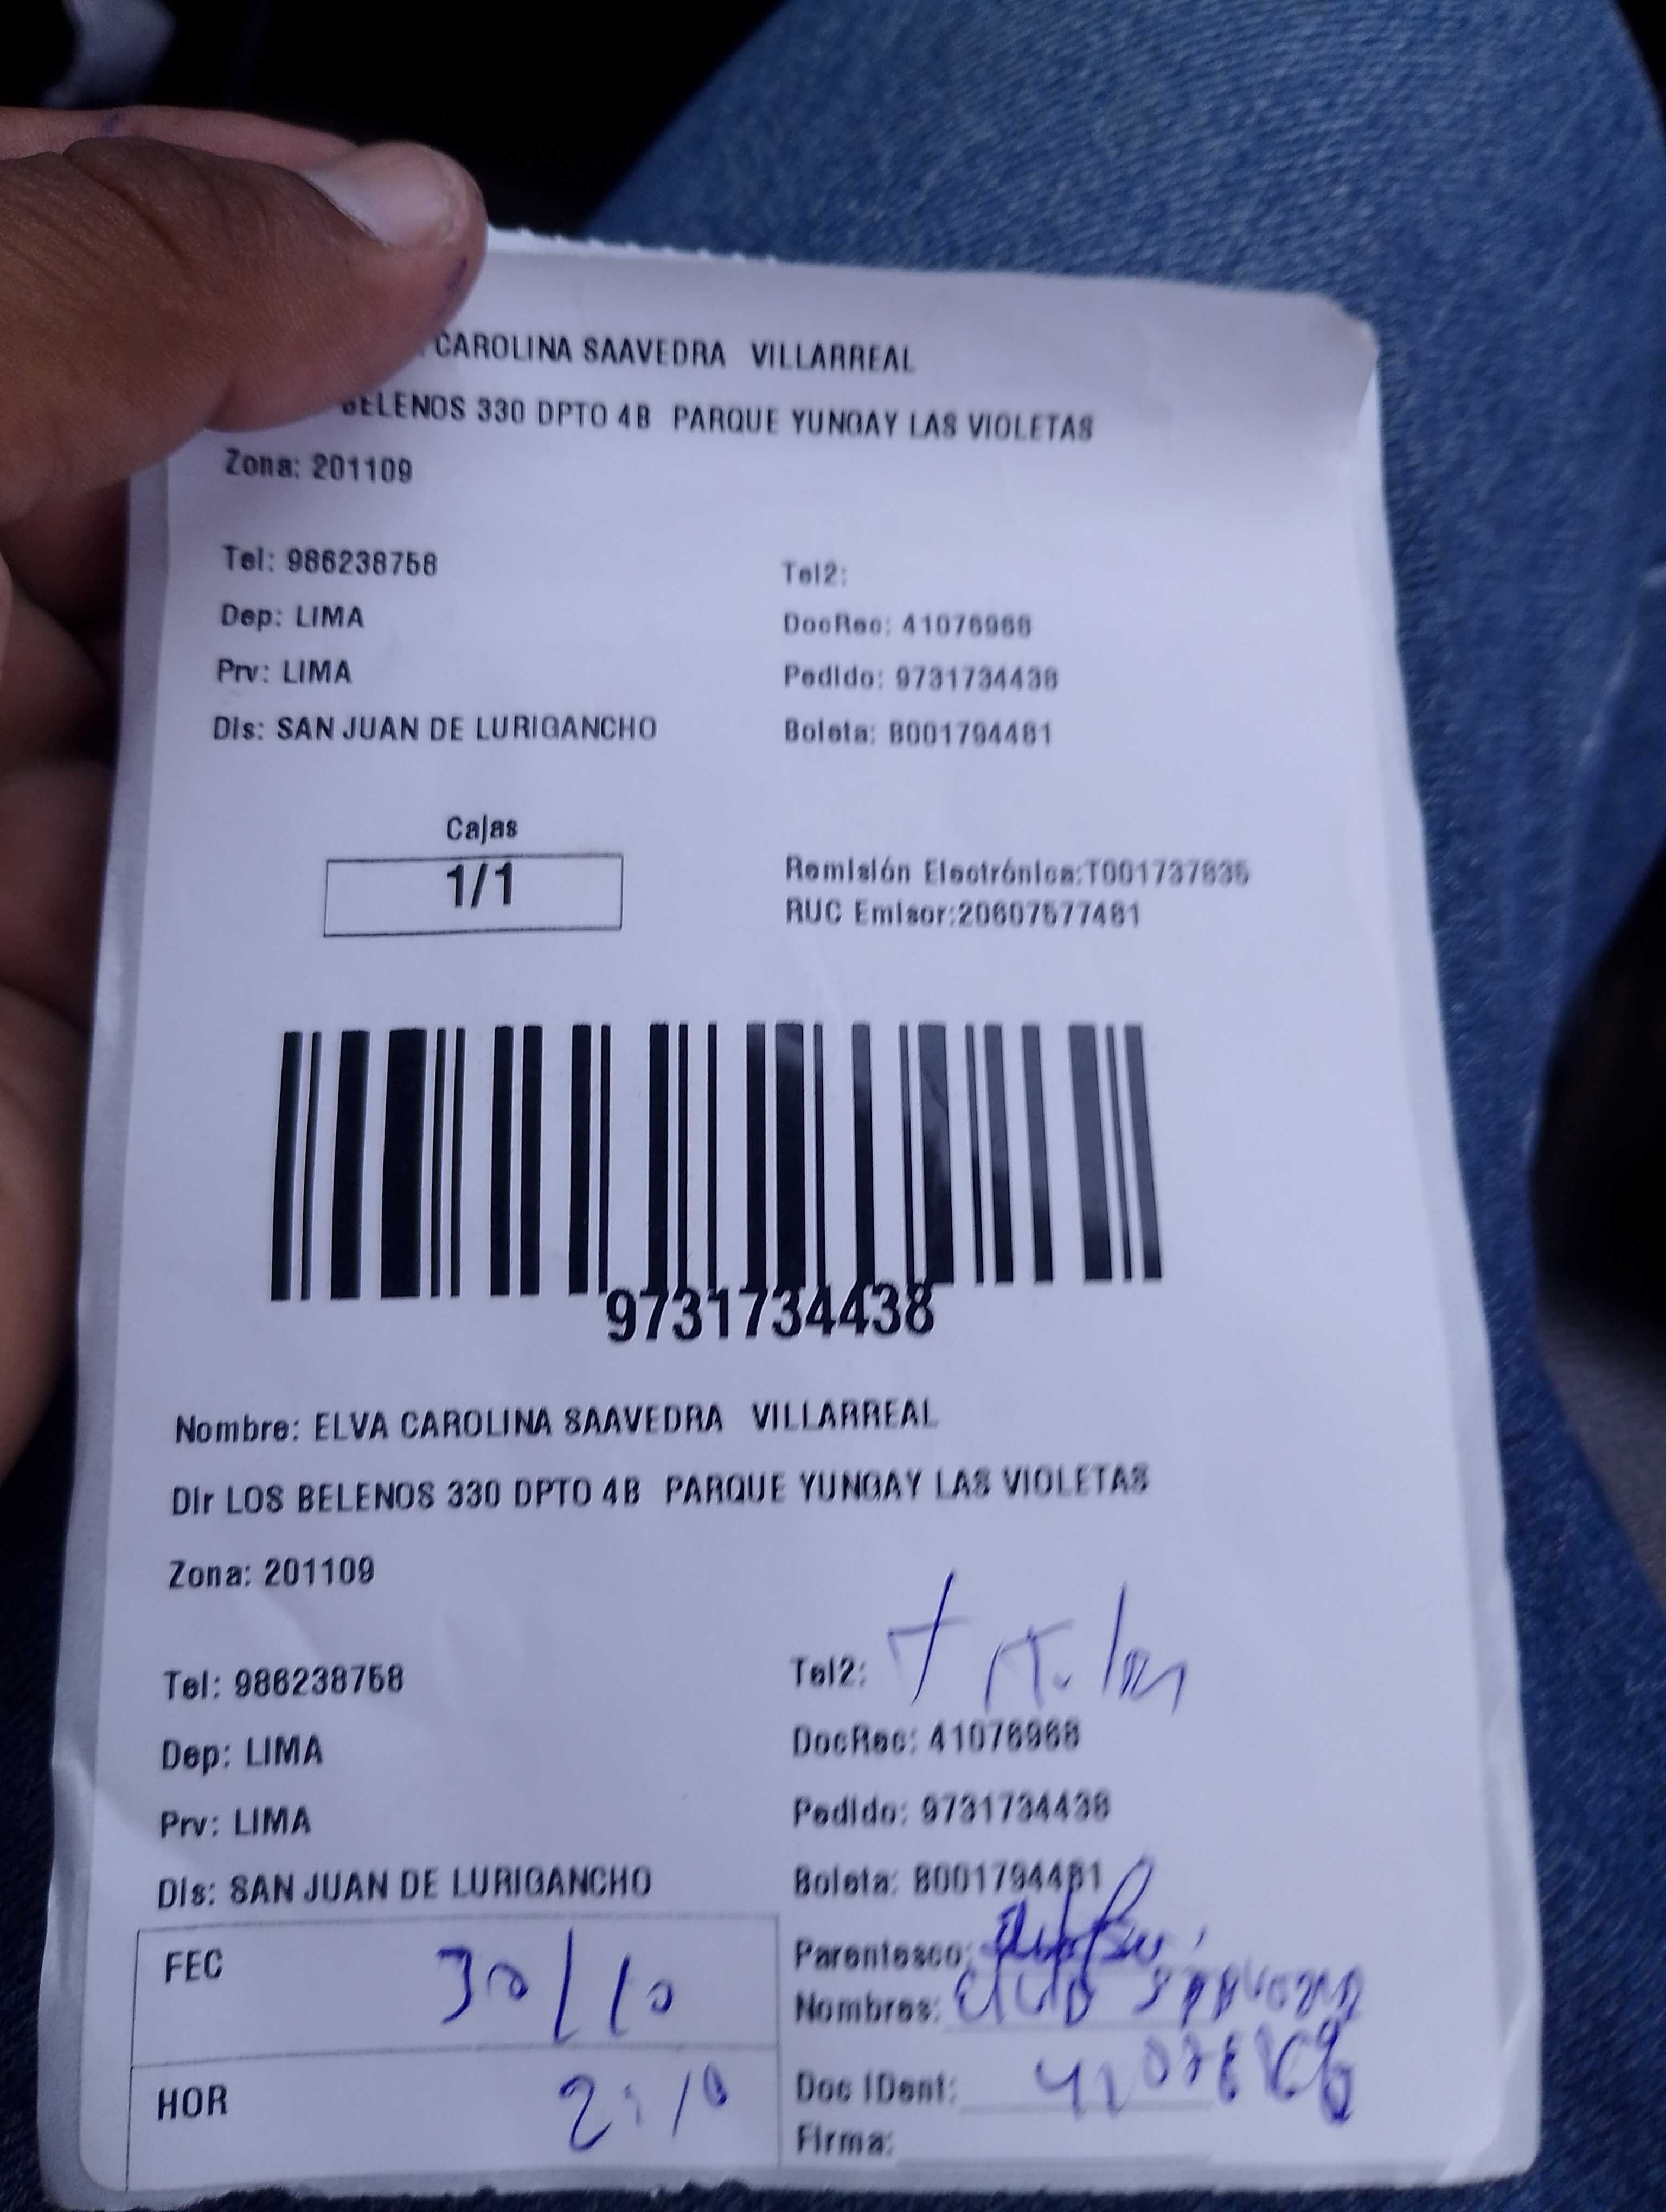 CAROLINA SAAVEDRA VILLARREAL
BELENOS 330 DPTO 4B PARQUE YUNGAY LAS VIOLETAS
Zona: 201109
Tel: 986238758 Tel2:
Dep: LIMA DocRec: 41076968
Prv: LIMA Pedido: 9731734438
Dis: SAN JUAN DE LURIGANCHO Boleta: B001794481
Cajas
1/1
Remisión Electrónica:T001737835
RUC Emisor:20607577481
9731734438
Nombre: ELVA CAROLINA SAAVEDRA VILLARREAL
Dir LOS BELENOS 330 DPTO 4B PARQUE YUNGAY LAS VIOLETAS
Zona: 201109
Tel: 986238758 Tel2:
Dep: LIMA DocRec: 41076968
Prv: LIMA Pedido: 9731734438
Dis: SAN JUAN DE LURIGANCHO Boleta: B001794481
FEC 30/10 Parentesco:
Nombres: Elva Saavedra
HOR 2:10 Doc IDent:
Firma: